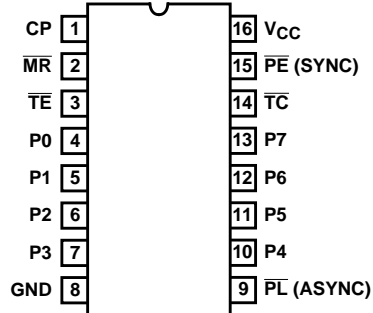 CP 1 16 VCC
MR 2 15 PE (SYNC)
TE 3 14 TC
P0 4 13 P7
P1 5 12 P6
P2 6 11 P5
P3 7 10 P4
GND 8 9 PL (ASYNC)